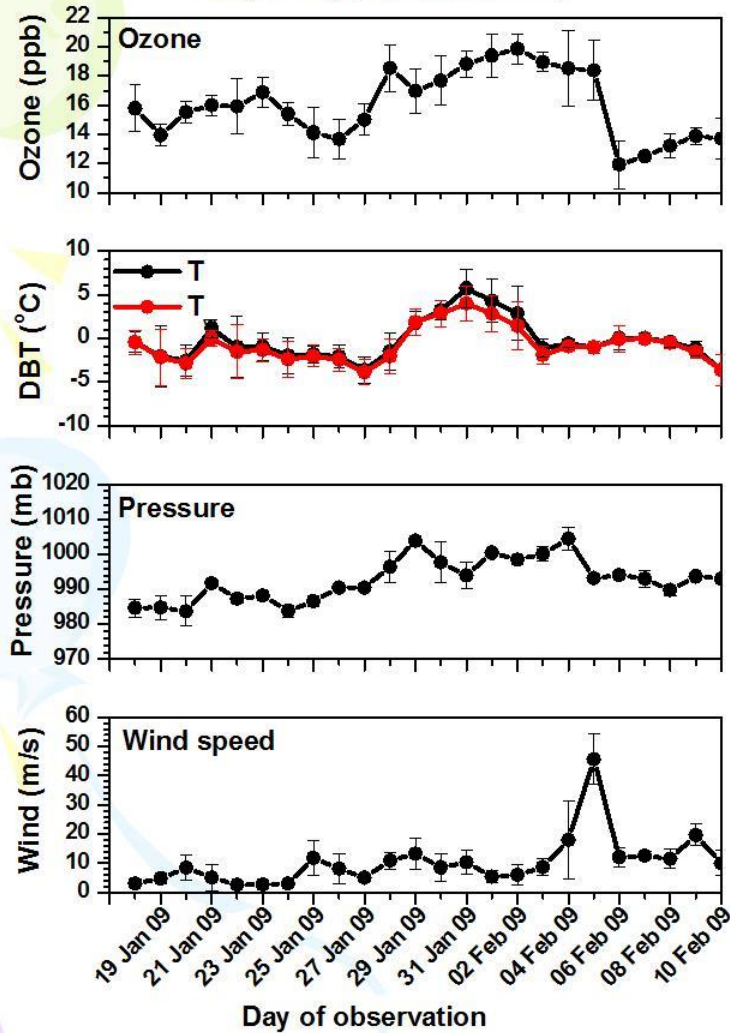 22
20
18
16
14
12
10
Ozone (ppb)
Ozone
10
5
0
-5
-10
DBT (°C)
T
T
1020
1010
1000
990
980
970
Pressure (mb)
Pressure
60
50
40
30
20
10
0
Wind (m/s)
Wind speed
19 Jan 09
21 Jan 09
23 Jan 09
25 Jan 09
27 Jan 09
29 Jan 09
31 Jan 09
02 Feb 09
04 Feb 09
06 Feb 09
08 Feb 09
10 Feb 09
Day of observation